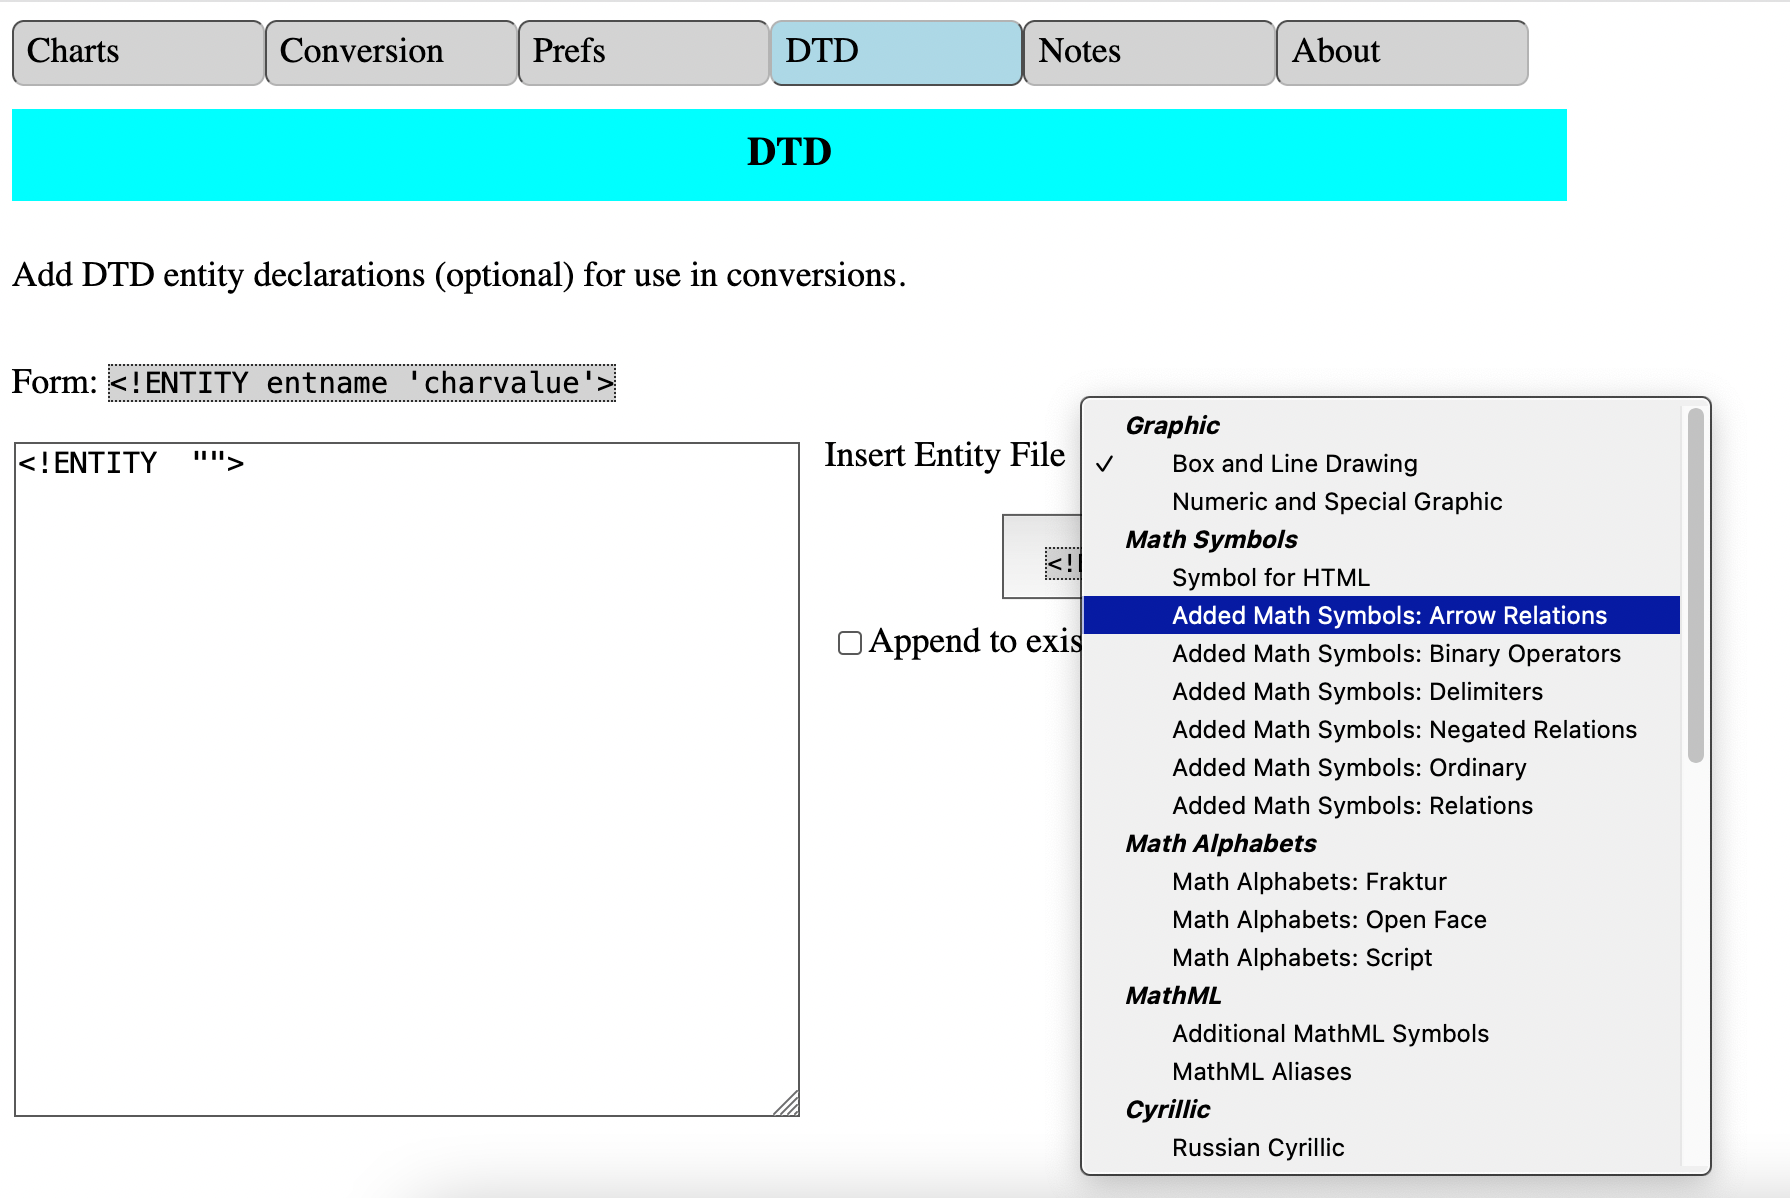 Charts Conversion Prefs DTD Notes About
DTD
Add DTD entity declarations (optional) for use in conversions.
Form: <!ENTITY entname 'charvalue'>
<!ENTITY  "">
Insert Entity File
<!
Append to exis
Graphic
✓ Box and Line Drawing
Numeric and Special Graphic
Math Symbols
Symbol for HTML
Added Math Symbols: Arrow Relations
Added Math Symbols: Binary Operators
Added Math Symbols: Delimiters
Added Math Symbols: Negated Relations
Added Math Symbols: Ordinary
Added Math Symbols: Relations
Math Alphabets
Math Alphabets: Fraktur
Math Alphabets: Open Face
Math Alphabets: Script
MathML
Additional MathML Symbols
MathML Aliases
Cyrillic
Russian Cyrillic